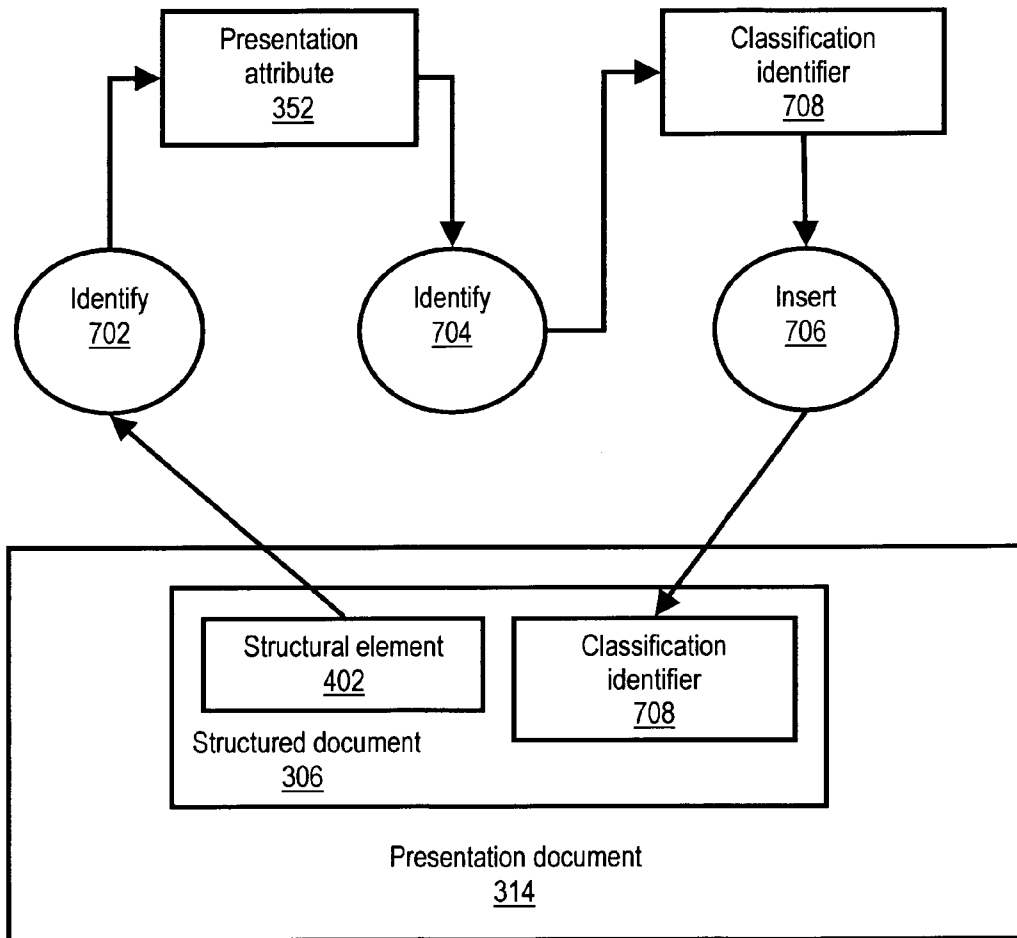 Presentation
attribute
352
Classification
identifier
708
Identify
702
Identify
704
Insert
706
Structural element
402
Classification
identifier
708
Structured document
306
Presentation document
314